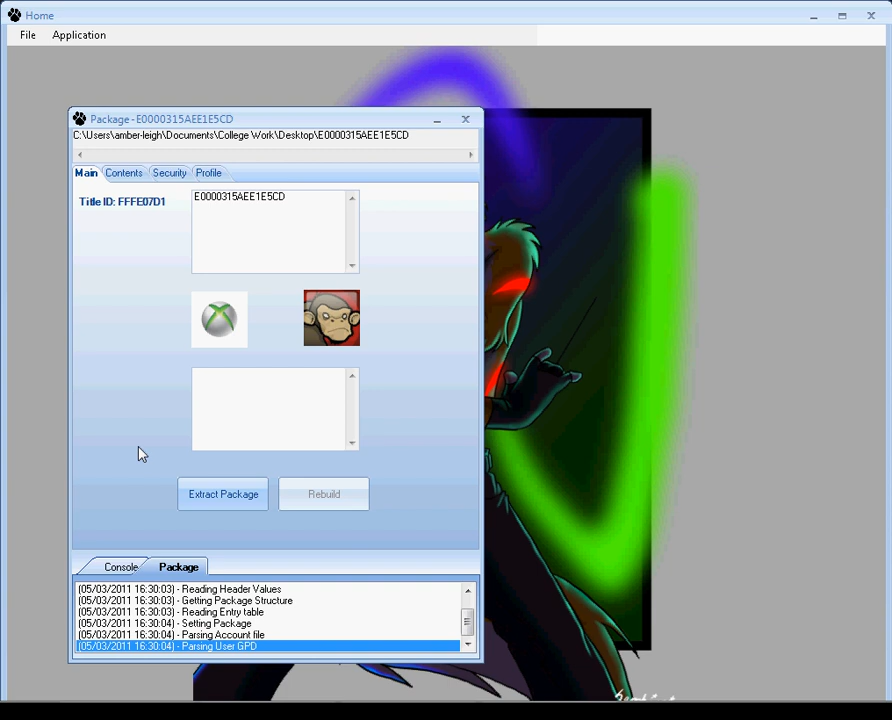 Home
File Application
Package - E0000315AEE1E5CD
C:\Users\amber-leigh\Documents\College Work\Desktop\E0000315AEE1E5CD
Main Contents Security Profile
Title ID: FFFE07D1
E0000315AEE1E5CD
Extract Package Rebuild
Console Package
(05/03/2011 16:30:03) - Reading Header Values
(05/03/2011 16:30:03) - Getting Package Structure
(05/03/2011 16:30:03) - Reading Entry table
(05/03/2011 16:30:04) - Setting Package
(05/03/2011 16:30:04) - Parsing Account file
(05/03/2011 16:30:04) - Parsing User GPD